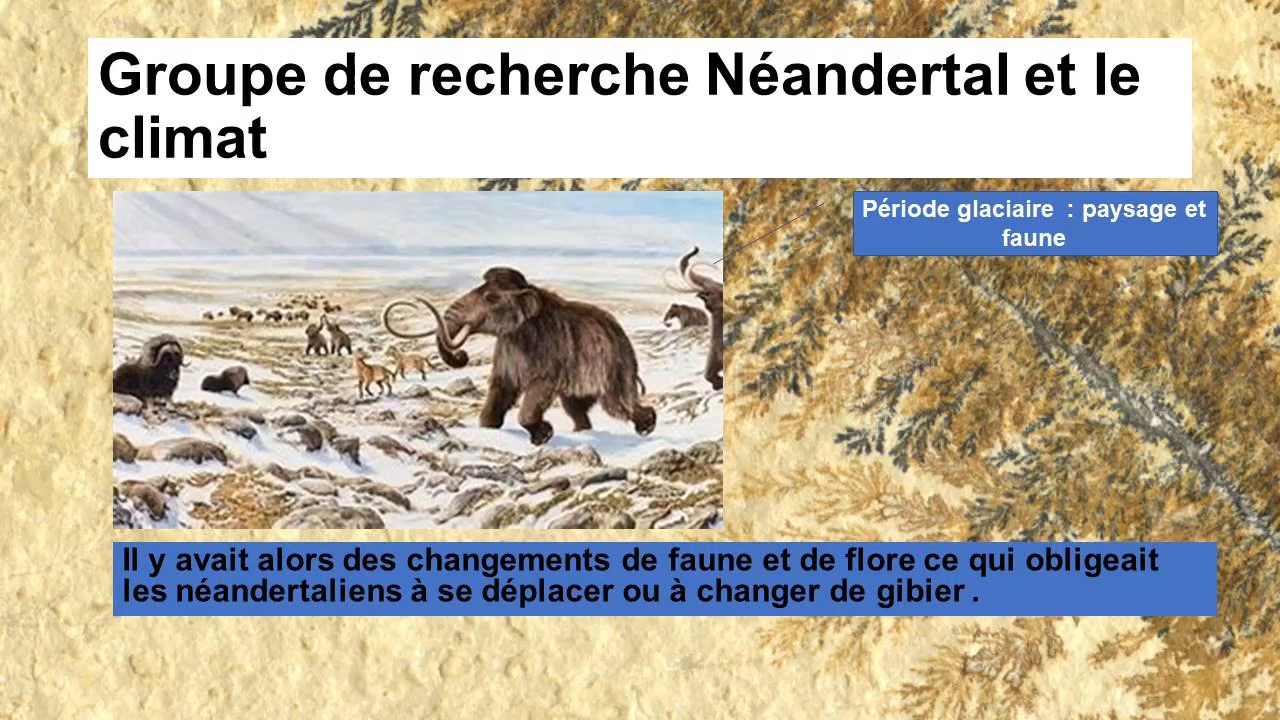 Groupe de recherche Néandertal et le
climat
Période glaciaire : paysage et
faune
Il y avait alors des changements de faune et de flore ce qui obligeait
les néandertaliens à se déplacer ou à changer de gibier .